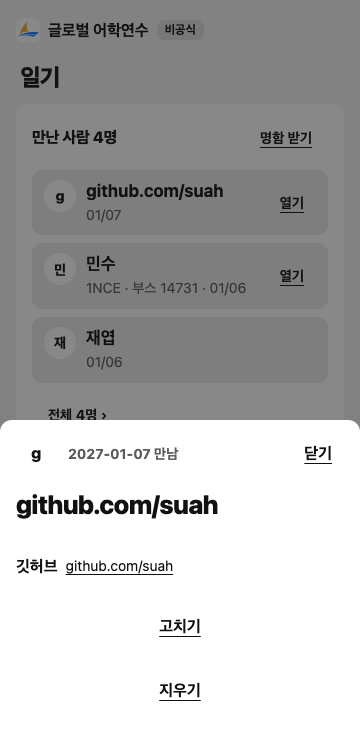 글로벌 어학연수 비공식
일기
만난 사람 4명 명함 받기
g github.com/suah 열기
01/07
민 민수 열기
1NCE · 부스 14731 · 01/06
재 재엽
01/06
전체 4명 ›
g 2027-01-07 만남 닫기
github.com/suah
깃허브 github.com/suah
고치기
지우기